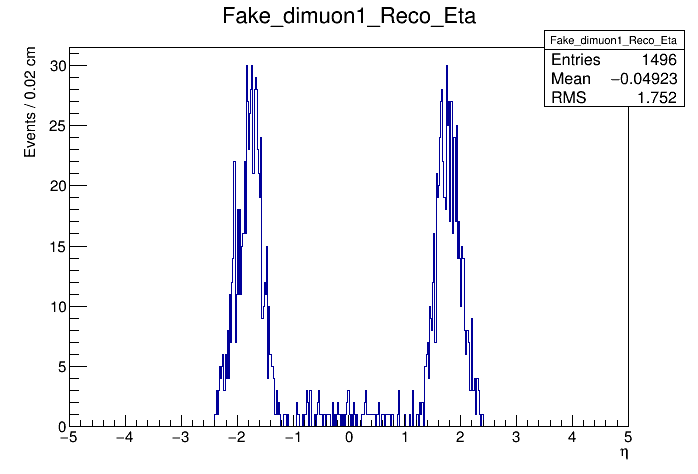 Fake_dimuon1_Reco_Eta
Fake_dimuon1_Reco_Eta
Entries 1496
Mean −0.04923
RMS 1.752
Events / 0.02 cm
30
25
20
15
10
5
0
−5 −4 −3 −2 −1 0 1 2 3 4 5
η